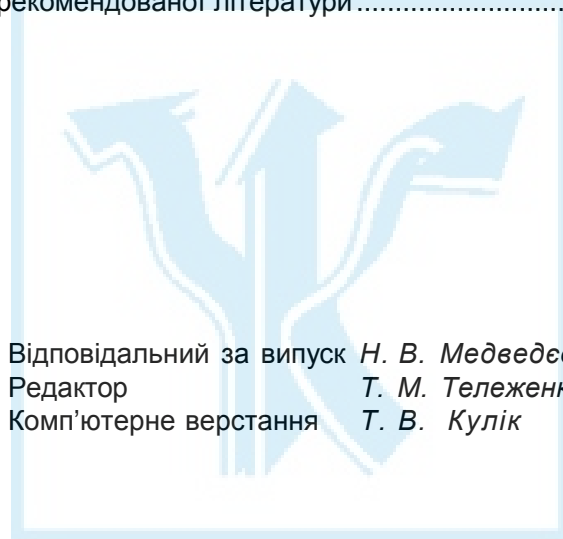 рекомендованої літератури ............................
Відповідальний за випуск Н. В.
Редактор Т. М.
Комп’ютерне верстання Т. В. Кулік